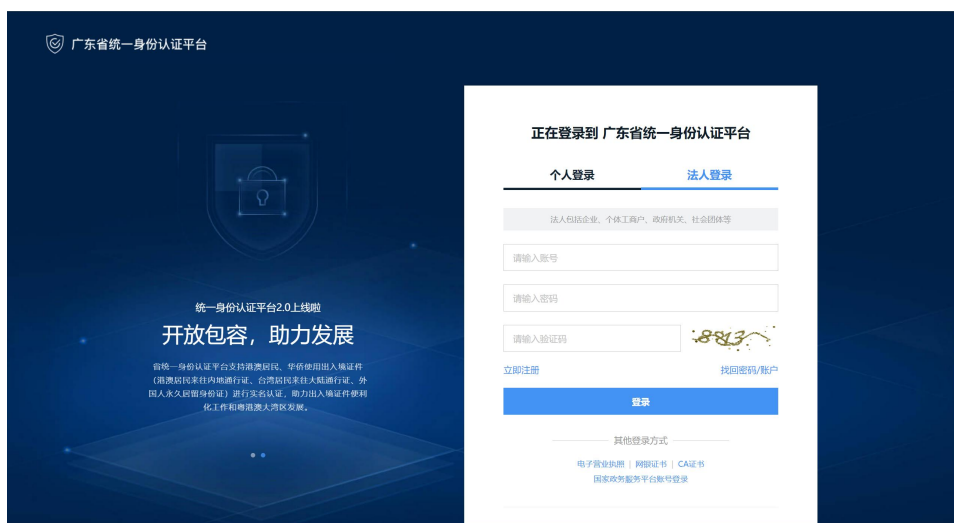 广东省统一身份认证平台
统一身份认证平台2.0上线啦
开放包容，助力发展
省统一身份认证平台支持港澳居民、华侨使用出入境证件
（港澳居民来往内地通行证、台湾居民来往大陆通行证、外
国人永久居留身份证）进行实名认证，助力出入境证件便利
化工作和粤港澳大湾区发展。
正在登录到 广东省统一身份认证平台
个人登录 法人登录
法人包括企业、个体工商户、政府机关、社会团体等
请输入账号
请输入密码
请输入验证码 8813
立即注册 找回密码/账户
登录
其他登录方式
电子营业执照 | 网银证书 | CA证书
国家政务服务平台账号登录